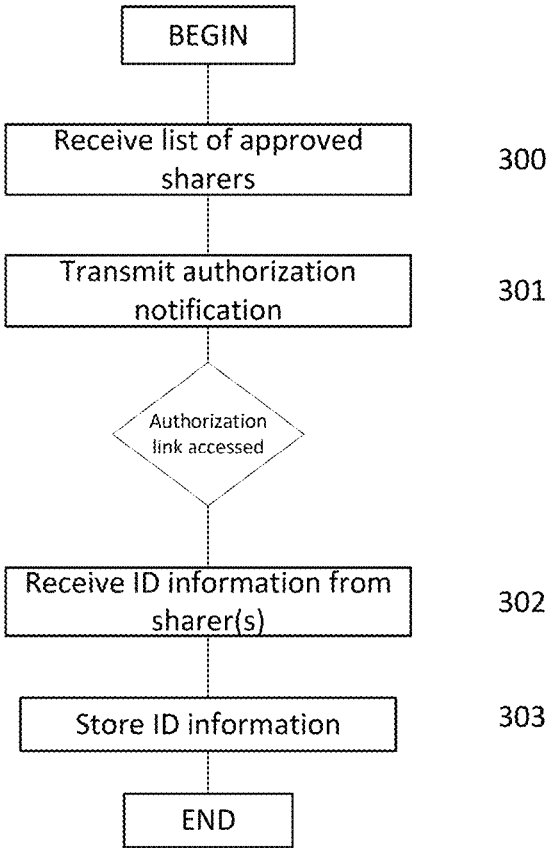 BEGIN
Receive list of approved
sharers
300
Transmit authorization
notification
301
Authorization
link accessed
Receive ID information from
sharer(s)
302
Store ID information
303
END